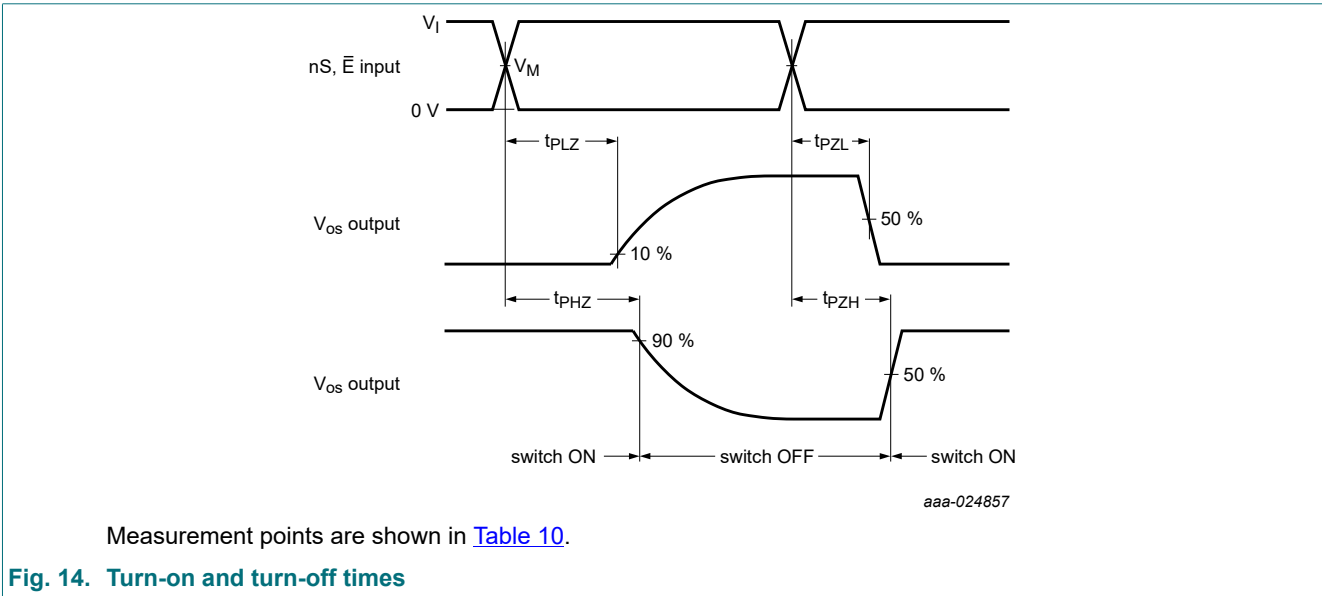 V_I
nS, Ē input
V_M
0 V
t_PLZ
t_PZL
V_os output
50 %
10 %
t_PHZ
t_PZH
90 %
V_os output
50 %
switch ON
switch OFF
switch ON
aaa-024857
Measurement points are shown in Table 10.
Fig. 14. Turn-on and turn-off times